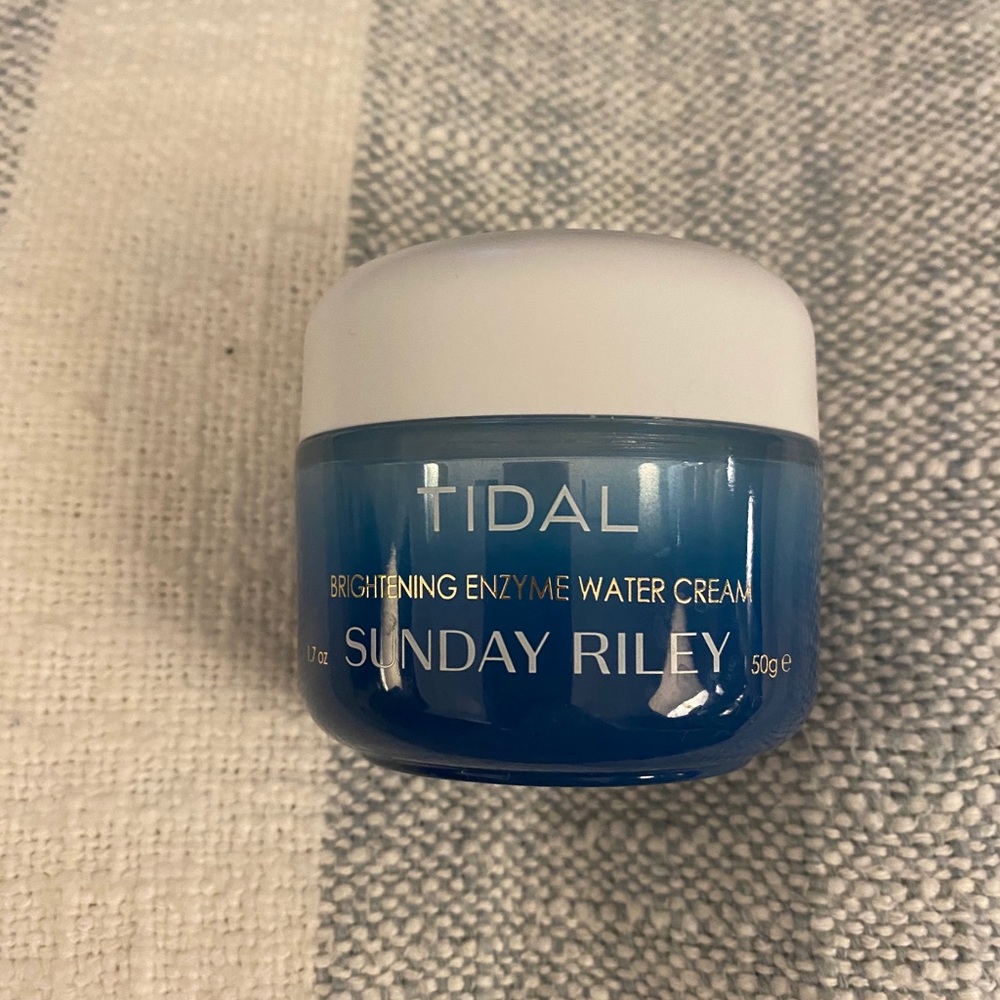 TIDAL
BRIGHTENING ENZYME WATER CREAM
1.7 oz SUNDAY RILEY 50g ℮